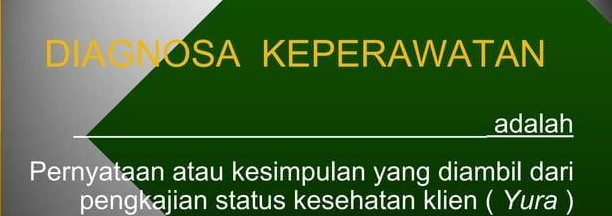 DIAGNOSA KEPERAWATAN
adalah
Pernyataan atau kesimpulan yang diambil dari
pengkajian status kesehatan klien ( Yura )